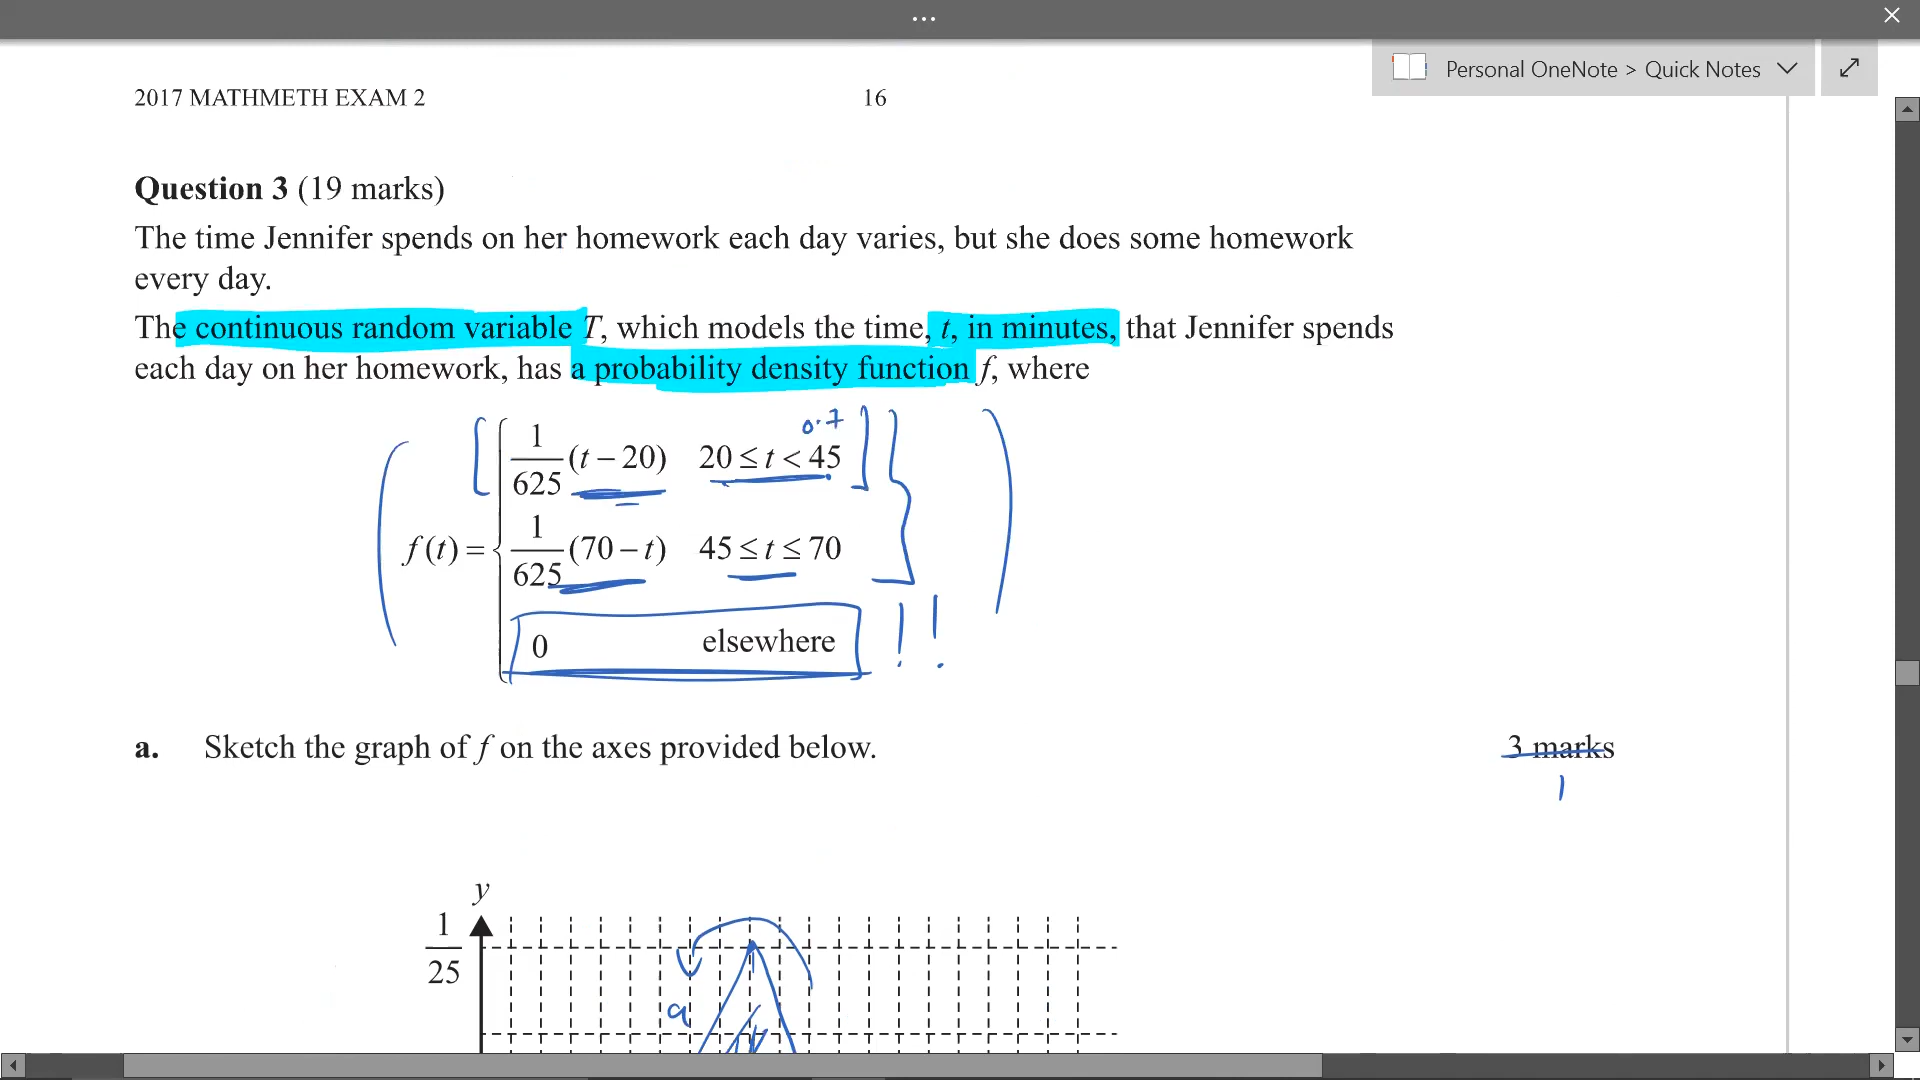 ...
Personal OneNote > Quick Notes
2017 MATHMETH EXAM 2 16
Question 3 (19 marks)
The time Jennifer spends on her homework each day varies, but she does some homework
every day.
The continuous random variable T, which models the time, t, in minutes, that Jennifer spends
each day on her homework, has a probability density function f, where
0.7
1/625 (t – 20) 20 ≤ t < 45
f(t) = { 1/625 (70 – t) 45 ≤ t ≤ 70
0 elsewhere ! !
a. Sketch the graph of f on the axes provided below. 3 marks
1
y
1/25
a